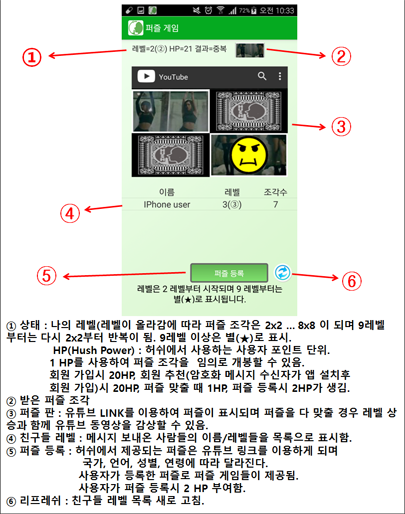 72% 오전 10:33
퍼즐 게임
① 레벨=2(②) HP=21 결과=중복 ②
YouTube
③
이름 레벨 조각수
④ IPhone user 3(③) 7
⑤ 퍼즐 등록 ⑥
레벨은 2 레벨부터 시작되며 9 레벨부터는
별(★)로 표시됩니다.
① 상태 : 나의 레벨(레벨이 올라감에 따라 퍼즐 조각은 2x2 ... 8x8 이 되며 9레벨
부터는 다시 2x2부터 반복이 됨. 9레벨 이상은 별(★)로 표시.
HP(Hush Power) : 허쉬에서 사용하는 사용자 포인트 단위.
1 HP를 사용하여 퍼즐 조각을 임의로 개봉할 수 있음.
회원 가입시 20HP, 회원 추천(암호화 메시지 수신자가 앱 설치후
회원 가입시) 20HP, 퍼즐 맞출 때 1HP, 퍼즐 등록시 2HP가 생김.
② 받은 퍼즐 조각
③ 퍼즐 판 : 유튜브 LINK를 이용하여 퍼즐이 표시되며 퍼즐을 다 맞출 경우 레벨 상
승과 함께 유튜브 동영상을 감상할 수 있음.
④ 친구들 레벨 : 메시지 보내온 사람들의 이름/레벨들을 목록으로 표시함.
⑤ 퍼즐 등록 : 허쉬에서 제공되는 퍼즐은 유튜브 링크를 이용하게 되며
국가, 언어, 성별, 연령에 따라 달라진다.
사용자가 등록한 퍼즐로 퍼즐 게임들이 제공됨.
사용자가 퍼즐 등록시 2 HP 부여함.
⑥ 리프레쉬 : 친구들 레벨 목록 새로 고침.